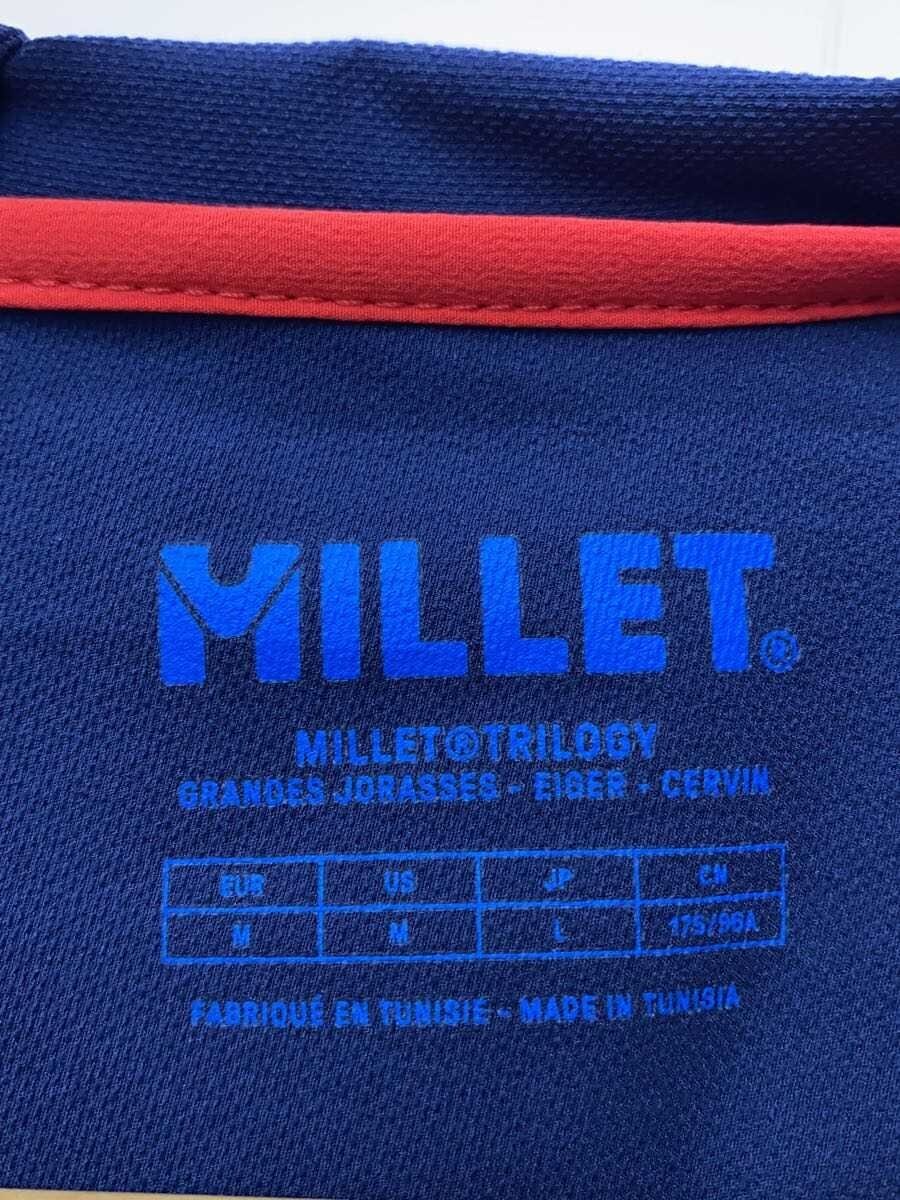 MILLET®
MILLET®TRILOGY
GRANDES JORASSES - EIGER - CERVIN
EUR US JP CN
M M L 175/96A
FABRIQUÉ EN TUNISIE - MADE IN TUNISIA